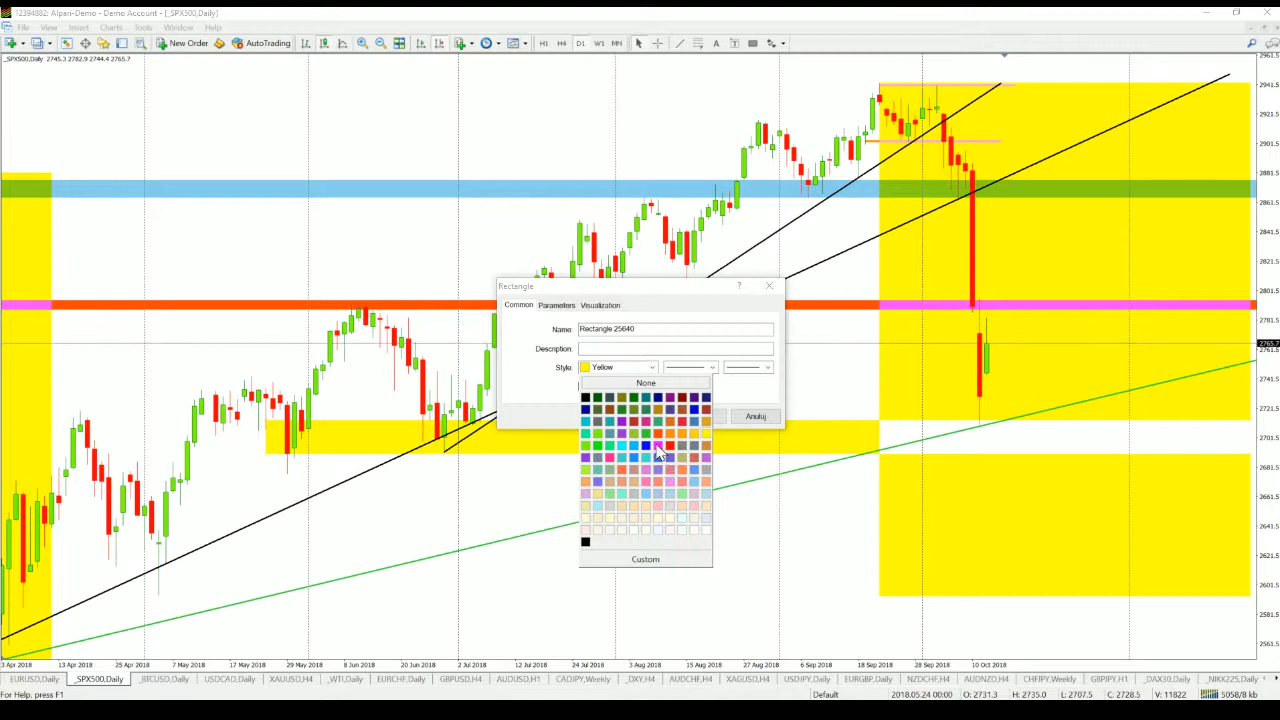 12394882: Alpari-Demo - Demo Account - [_SPX500,Daily]
File View Insert Charts Tools Window Help
New Order AutoTrading H1 H4 D1 W1 MN A T
_SPX500,Daily 2745.3 2782.9 2744.4 2765.7
2961.5
2941.5
2921.5
2901.5
2881.5
2861.5
2841.5
2821.5
2801.5
2781.5
2765.7
2761.5
2741.5
2721.5
2701.5
2681.5
2661.5
2641.5
2621.5
2601.5
2581.5
2561.5
Rectangle ?
Common Parameters Visualization
Name: Rectangle 25640
Description:
Style: Yellow
None
Anuluj
Custom
3 Apr 2018 13 Apr 2018 25 Apr 2018 7 May 2018 17 May 2018 29 May 2018 8 Jun 2018 20 Jun 2018 2 Jul 2018 12 Jul 2018 24 Jul 2018 3 Aug 2018 15 Aug 2018 27 Aug 2018 6 Sep 2018 18 Sep 2018 28 Sep 2018 10 Oct 2018
EURUSD,Daily _SPX500,Daily _BTCUSD,Daily USDCAD,Daily XAUUSD,H4 _WTI,Daily EURCHF,Daily GBPUSD,H4 AUDUSD,H1 CADJPY,Weekly _DXY,H4 AUDCHF,H4 XAGUSD,H4 USDJPY,Daily EURGBP,Daily NZDCHF,H4 AUDNZD,H4 CHFJPY,Weekly GBPJPY,H1 _DAX30,Daily _NIKK225,Daily
For Help, press F1 Default 2018.05.24 00:00 O: 2731.3 H: 2735.0 L: 2707.5 C: 2728.5 V: 11822 5058/8 kb